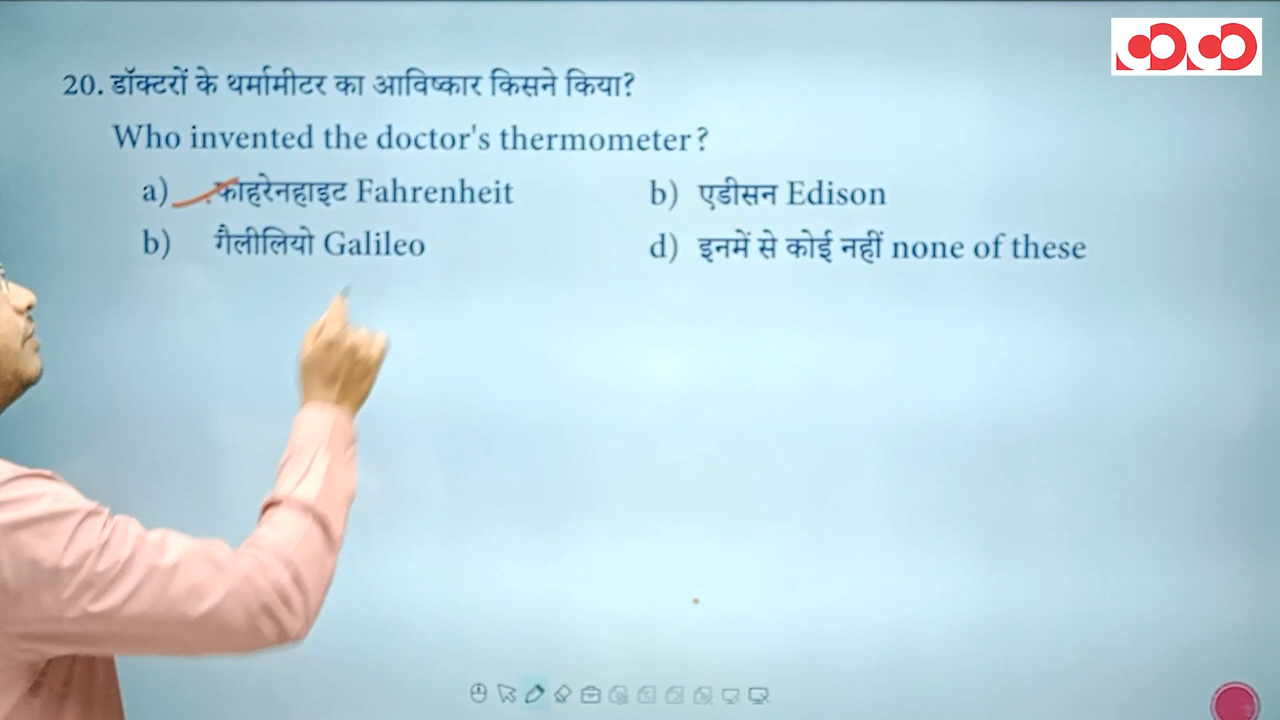 20. डॉक्टरों के थर्मामीटर का आविष्कार किसने किया?
Who invented the doctor's thermometer?
a) फाहरेनहाइट Fahrenheit b) एडीसन Edison
b) गैलीलियो Galileo d) इनमें से कोई नहीं none of these